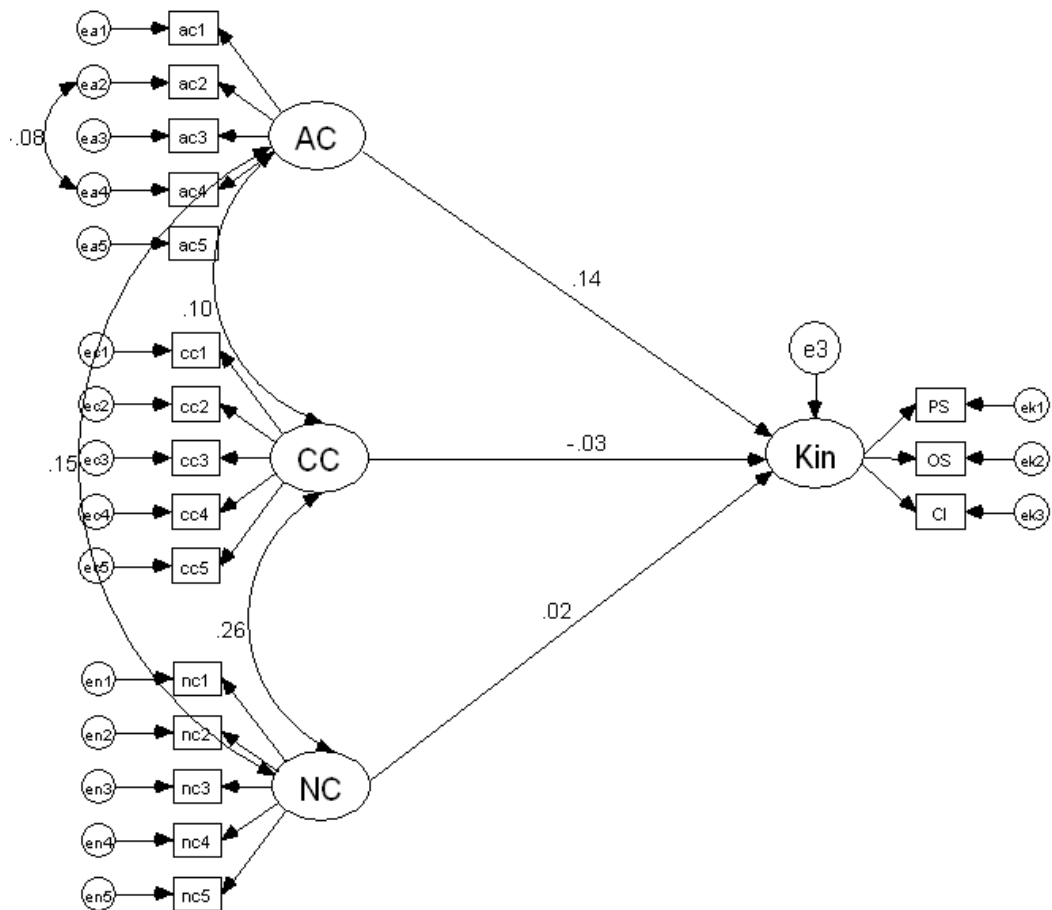 ea1
ac1
ea2
ac2
AC
-.08
ea3
ac3
ea4
ac4
ea5
ac5
.14
.10
e3
ec1
cc1
ec2
cc2
PS
ek1
-.03
.15
ec3
cc3
CC
Kin
OS
ek2
ec4
cc4
CI
ek3
ec5
cc5
.02
.26
en1
nc1
en2
nc2
en3
nc3
NC
en4
nc4
en5
nc5